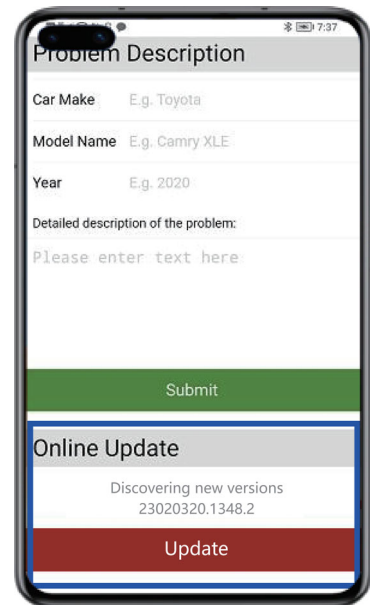 7:37
Problem Description
Car Make E.g. Toyota
Model Name E.g. Camry XLE
Year E.g. 2020
Detailed description of the problem:
Please enter text here
Submit
Online Update
Discovering new versions
23020320.1348.2
Update